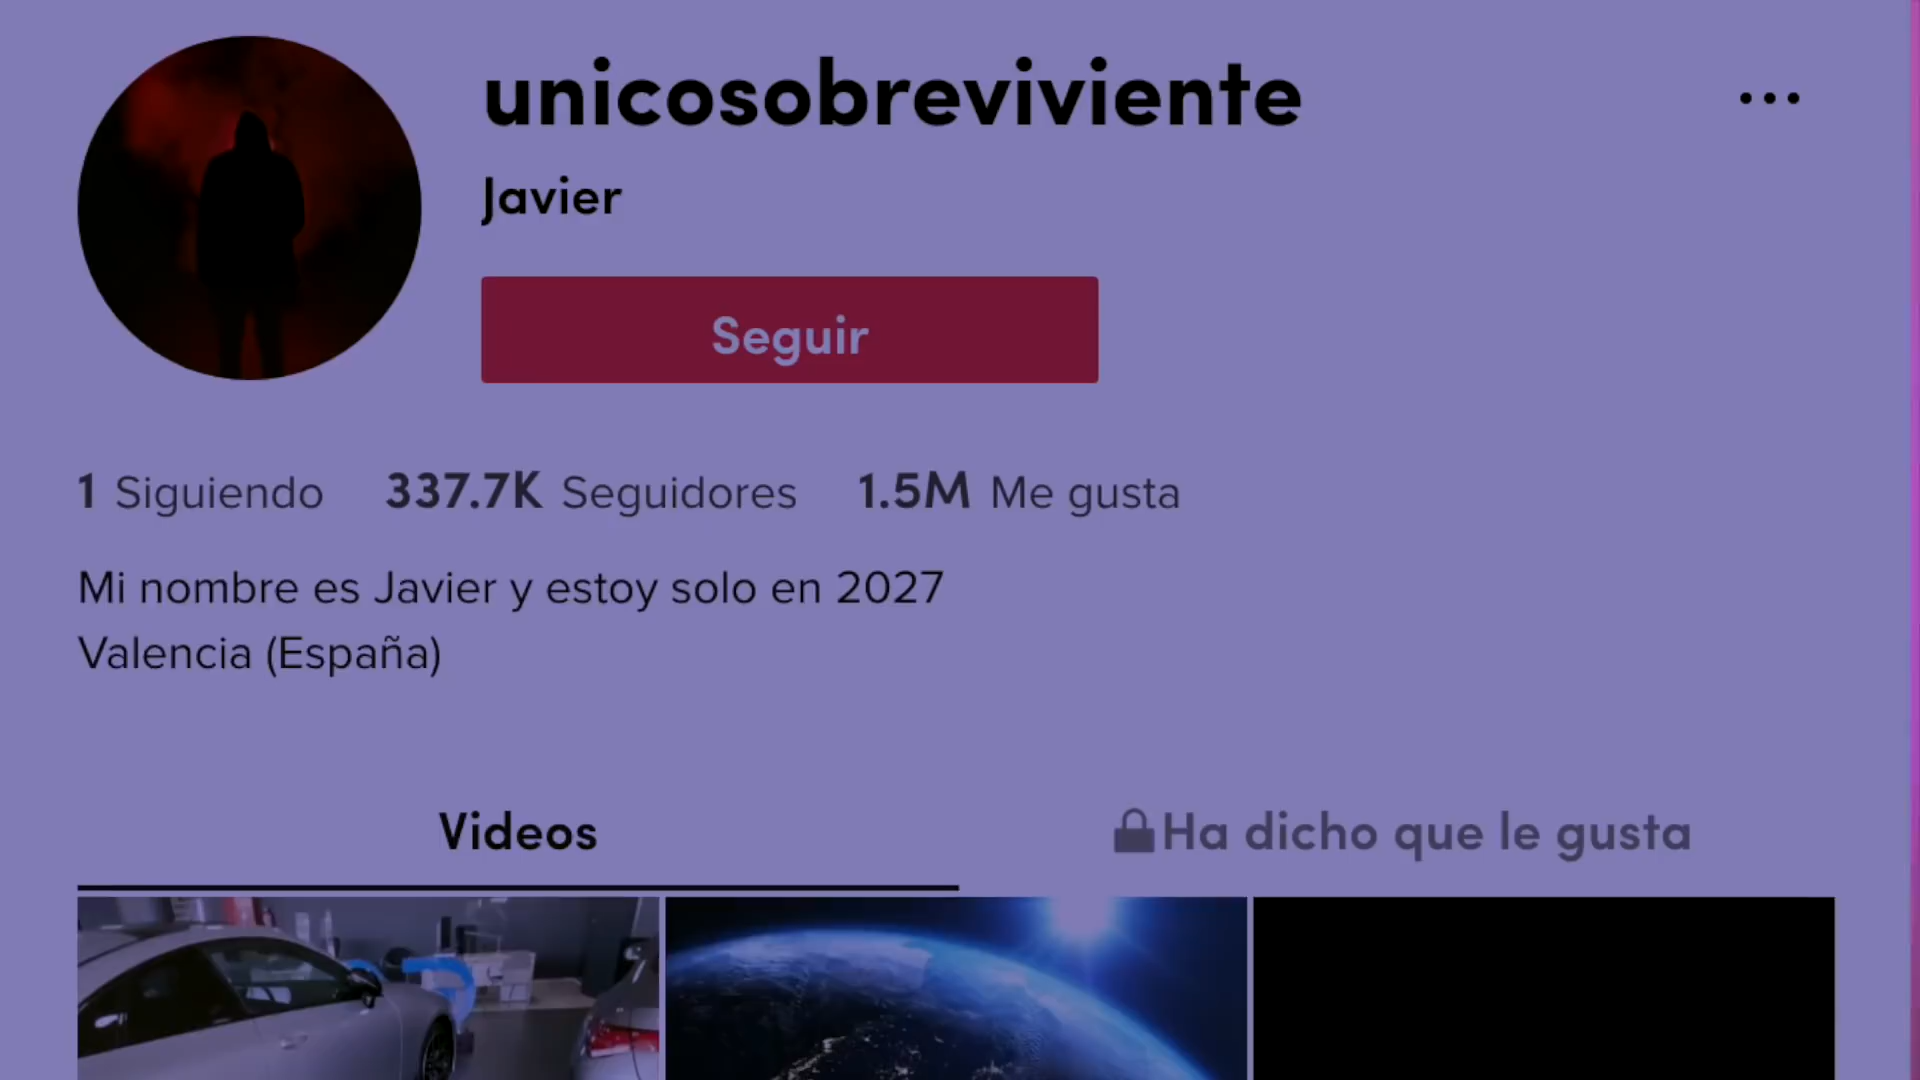 unicosobreviviente
...
Javier
Seguir
1 Siguiendo 337.7K Seguidores 1.5M Me gusta
Mi nombre es Javier y estoy solo en 2027
Valencia (España)
Videos
Ha dicho que le gusta